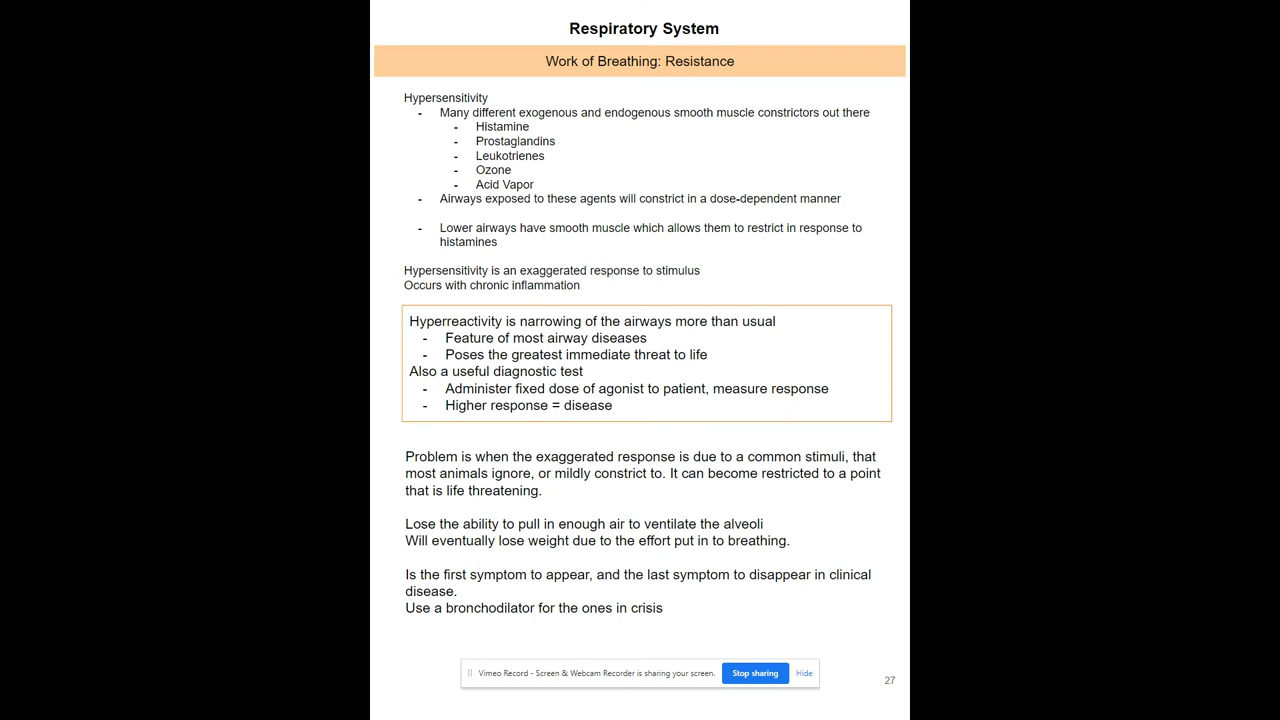 Respiratory System
Work of Breathing: Resistance
Hypersensitivity
- Many different exogenous and endogenous smooth muscle constrictors out there
- Histamine
- Prostaglandins
- Leukotrienes
- Ozone
- Acid Vapor
- Airways exposed to these agents will constrict in a dose-dependent manner
- Lower airways have smooth muscle which allows them to restrict in response to
histamines
Hypersensitivity is an exaggerated response to stimulus
Occurs with chronic inflammation
Hyperreactivity is narrowing of the airways more than usual
- Feature of most airway diseases
- Poses the greatest immediate threat to life
Also a useful diagnostic test
- Administer fixed dose of agonist to patient, measure response
- Higher response = disease
Problem is when the exaggerated response is due to a common stimuli, that
most animals ignore, or mildly constrict to. It can become restricted to a point
that is life threatening.
Lose the ability to pull in enough air to ventilate the alveoli
Will eventually lose weight due to the effort put in to breathing.
Is the first symptom to appear, and the last symptom to disappear in clinical
disease.
Use a bronchodilator for the ones in crisis
Vimeo Record - Screen & Webcam Recorder is sharing your screen. Stop sharing Hide
27